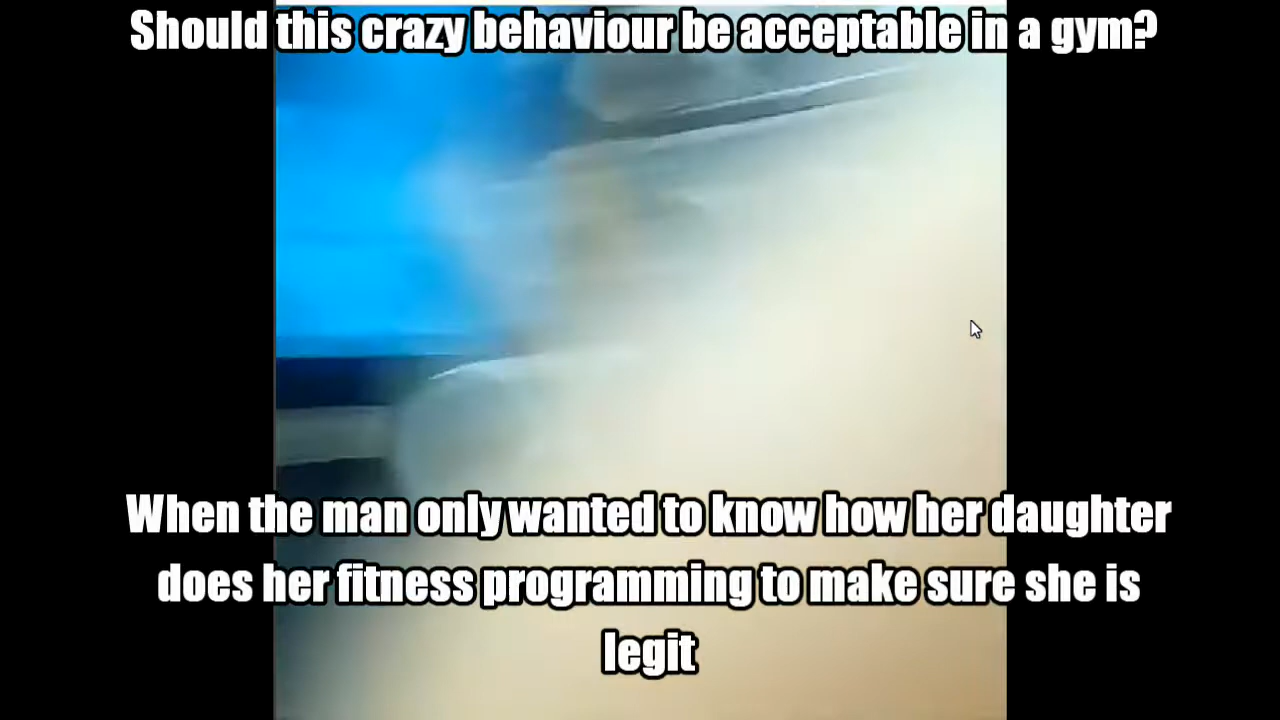 Should this crazy behaviour be acceptable in a gym?
When the man only wanted to know how her daughter
does her fitness programming to make sure she is
legit